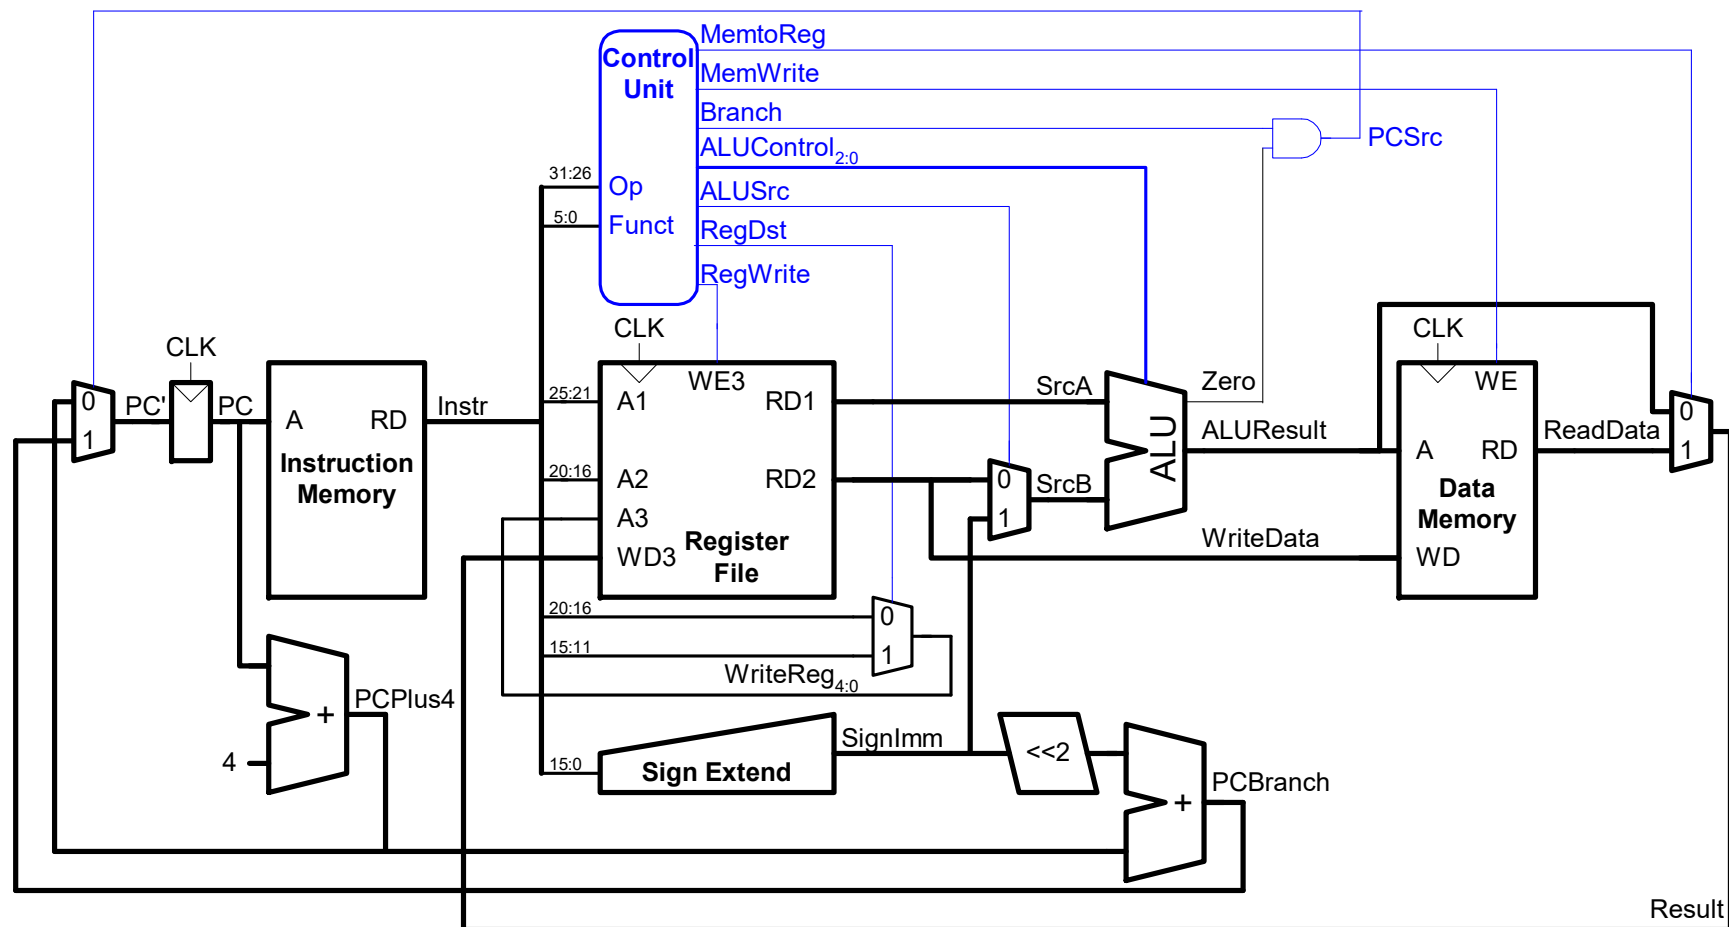 MemtoReg
Control
Unit
MemWrite
Branch
PCSrc
ALUControl2:0
31:26
Op
ALUSrc
5:0
Funct
RegDst
RegWrite
CLK
CLK
CLK
0
1
PC'
PC
A
RD
Instruction
Memory
Instr
25:21
A1
WE3
RD1
SrcA
Zero
WE
20:16
A2
RD2
0
1
SrcB
ALU
ALUResult
A
RD
ReadData
0
1
Data
Memory
A3
WD3
Register
File
WriteData
WD
20:16
0
15:11
1
WriteReg4:0
PCPlus4
+
4
15:0
Sign Extend
SignImm
<<2
+
PCBranch
Result